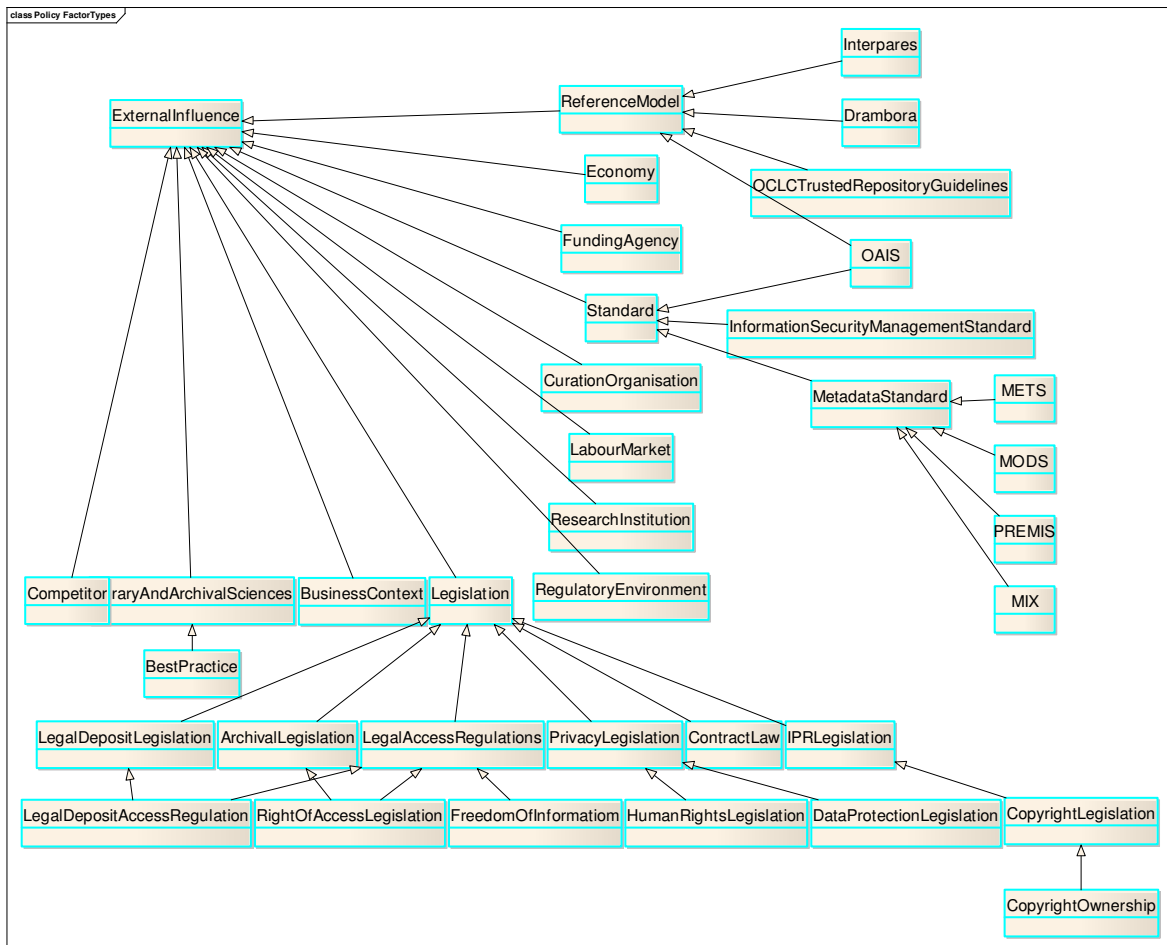 class Policy FactorTypes
Interpares
ExternalInfluence
ReferenceModel
Drambora
Economy
OCLCTrustedRepositoryGuidelines
FundingAgency
OAIS
Standard
InformationSecurityManagementStandard
CurationOrganisation
MetadataStandard
METS
LabourMarket
MODS
ResearchInstitution
PREMIS
Competitor
raryAndArchivalSciences
BusinessContext
Legislation
RegulatoryEnvironment
MIX
BestPractice
LegalDepositLegislation
ArchivalLegislation
LegalAccessRegulations
PrivacyLegislation
ContractLaw
IPRLegislation
LegalDepositAccessRegulation
RightOfAccessLegislation
FreedomOfInformatiom
HumanRightsLegislation
DataProtectionLegislation
CopyrightLegislation
CopyrightOwnership